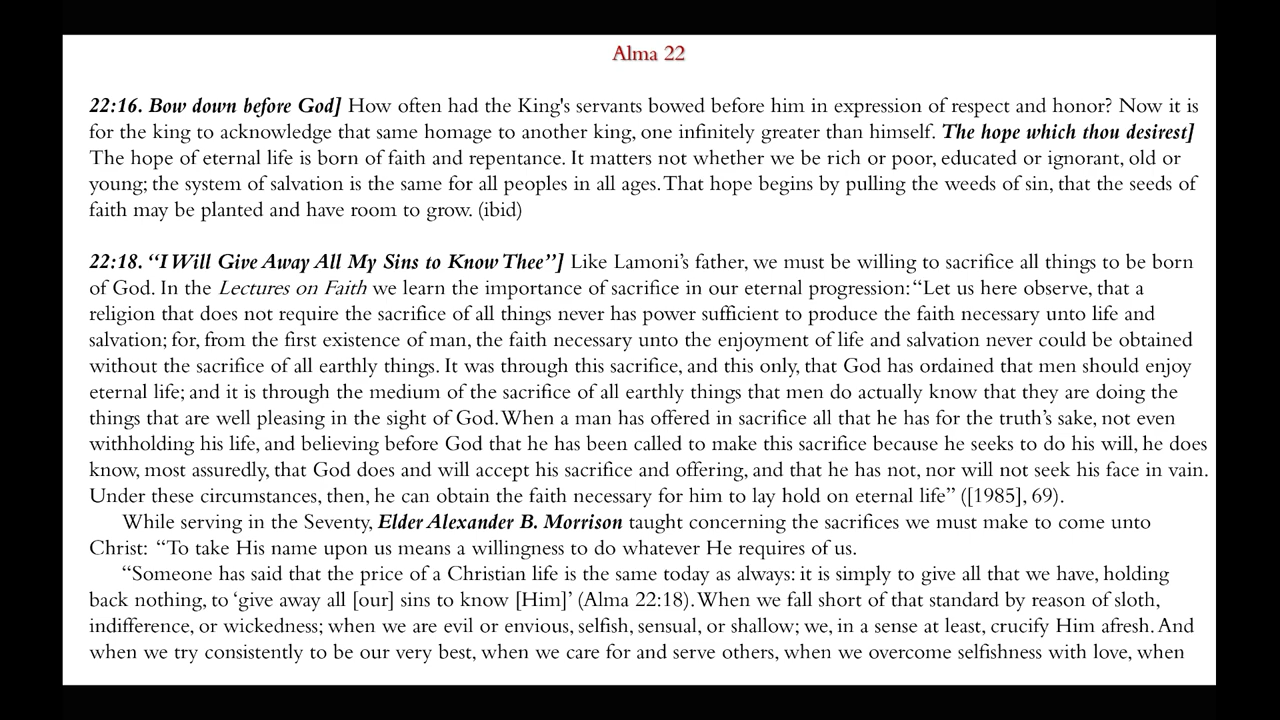 Alma 22
22:16. Bow down before God] How often had the King's servants bowed before him in expression of respect and honor? Now it is
for the king to acknowledge that same homage to another king, one infinitely greater than himself. The hope which thou desirest]
The hope of eternal life is born of faith and repentance. It matters not whether we be rich or poor, educated or ignorant, old or
young; the system of salvation is the same for all peoples in all ages. That hope begins by pulling the weeds of sin, that the seeds of
faith may be planted and have room to grow. (ibid)
22:18. “I Will Give Away All My Sins to Know Thee”] Like Lamoni’s father, we must be willing to sacrifice all things to be born
of God. In the Lectures on Faith we learn the importance of sacrifice in our eternal progression: “Let us here observe, that a
religion that does not require the sacrifice of all things never has power sufficient to produce the faith necessary unto life and
salvation; for, from the first existence of man, the faith necessary unto the enjoyment of life and salvation never could be obtained
without the sacrifice of all earthly things. It was through this sacrifice, and this only, that God has ordained that men should enjoy
eternal life; and it is through the medium of the sacrifice of all earthly things that men do actually know that they are doing the
things that are well pleasing in the sight of God. When a man has offered in sacrifice all that he has for the truth’s sake, not even
withholding his life, and believing before God that he has been called to make this sacrifice because he seeks to do his will, he does
know, most assuredly, that God does and will accept his sacrifice and offering, and that he has not, nor will not seek his face in vain.
Under these circumstances, then, he can obtain the faith necessary for him to lay hold on eternal life” ([1985], 69).
While serving in the Seventy, Elder Alexander B. Morrison taught concerning the sacrifices we must make to come unto
Christ: “To take His name upon us means a willingness to do whatever He requires of us.
“Someone has said that the price of a Christian life is the same today as always: it is simply to give all that we have, holding
back nothing, to ‘give away all [our] sins to know [Him]’ (Alma 22:18). When we fall short of that standard by reason of sloth,
indifference, or wickedness; when we are evil or envious, selfish, sensual, or shallow; we, in a sense at least, crucify Him afresh. And
when we try consistently to be our very best, when we care for and serve others, when we overcome selfishness with love, when